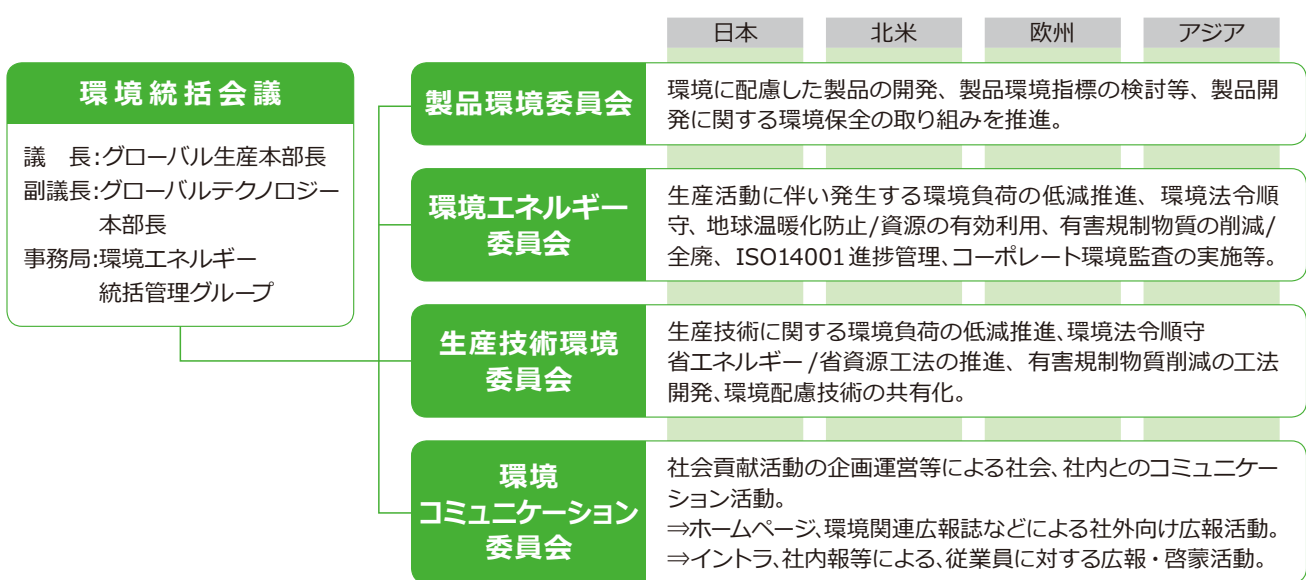 日本
北米
欧州
アジア
環境統括会議
議　長:グローバル生産本部長
副議長:グローバルテクノロジー
本部長
事務局:環境エネルギー
統括管理グループ
製品環境委員会
環境に配慮した製品の開発、製品環境指標の検討等、製品開
発に関する環境保全の取り組みを推進。
環境エネルギー
委員会
生産活動に伴い発生する環境負荷の低減推進、環境法令順
守、地球温暖化防止/資源の有効利用、有害規制物質の削減/
全廃、ISO14001進捗管理、コーポレート環境監査の実施等。
生産技術環境
委員会
生産技術に関する環境負荷の低減推進、環境法令順守
省エネルギー/省資源工法の推進、有害規制物質削減の工法
開発、環境配慮技術の共有化。
環境
コミュニケーション
委員会
社会貢献活動の企画運営等による社会、社内とのコミュニケー
ション活動。
⇒ホームページ、環境関連広報誌などによる社外向け広報活動。
⇒イントラ、社内報等による、従業員に対する広報・啓蒙活動。